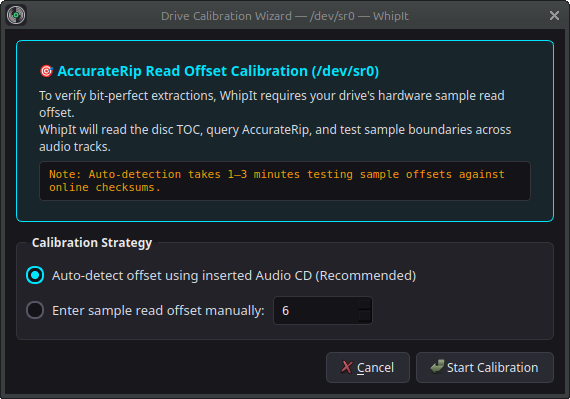 Drive Calibration Wizard — /dev/sr0 — WhipIt
🎯 AccurateRip Read Offset Calibration (/dev/sr0)
To verify bit-perfect extractions, WhipIt requires your drive's hardware sample read
offset.
WhipIt will read the disc TOC, query AccurateRip, and test sample boundaries across
audio tracks.
Note: Auto-detection takes 1–3 minutes testing sample offsets against
online checksums.
Calibration Strategy
Auto-detect offset using inserted Audio CD (Recommended)
Enter sample read offset manually: 6
Cancel Start Calibration